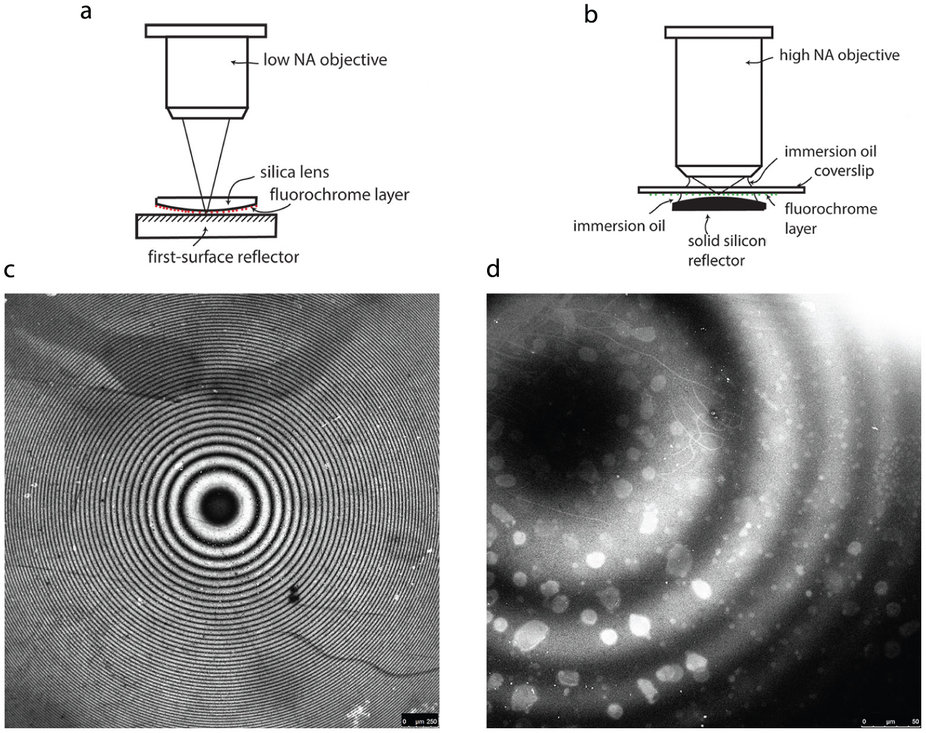 a
low NA objective
silica lens
fluorochrome layer
first-surface reflector
b
high NA objective
immersion oil
coverslip
fluorochrome
layer
immersion oil
solid silicon
reflector
c
0 µm 250
d
0 µm 50